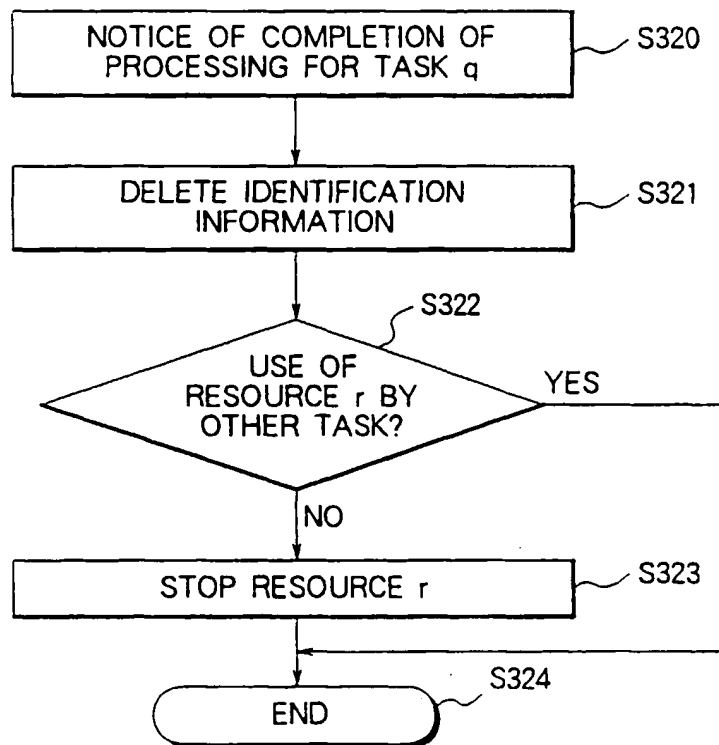 NOTICE OF COMPLETION OF
PROCESSING FOR TASK q
S320
DELETE IDENTIFICATION
INFORMATION
S321
S322
USE OF
RESOURCE r BY
OTHER TASK?
YES
NO
STOP RESOURCE r
S323
S324
END